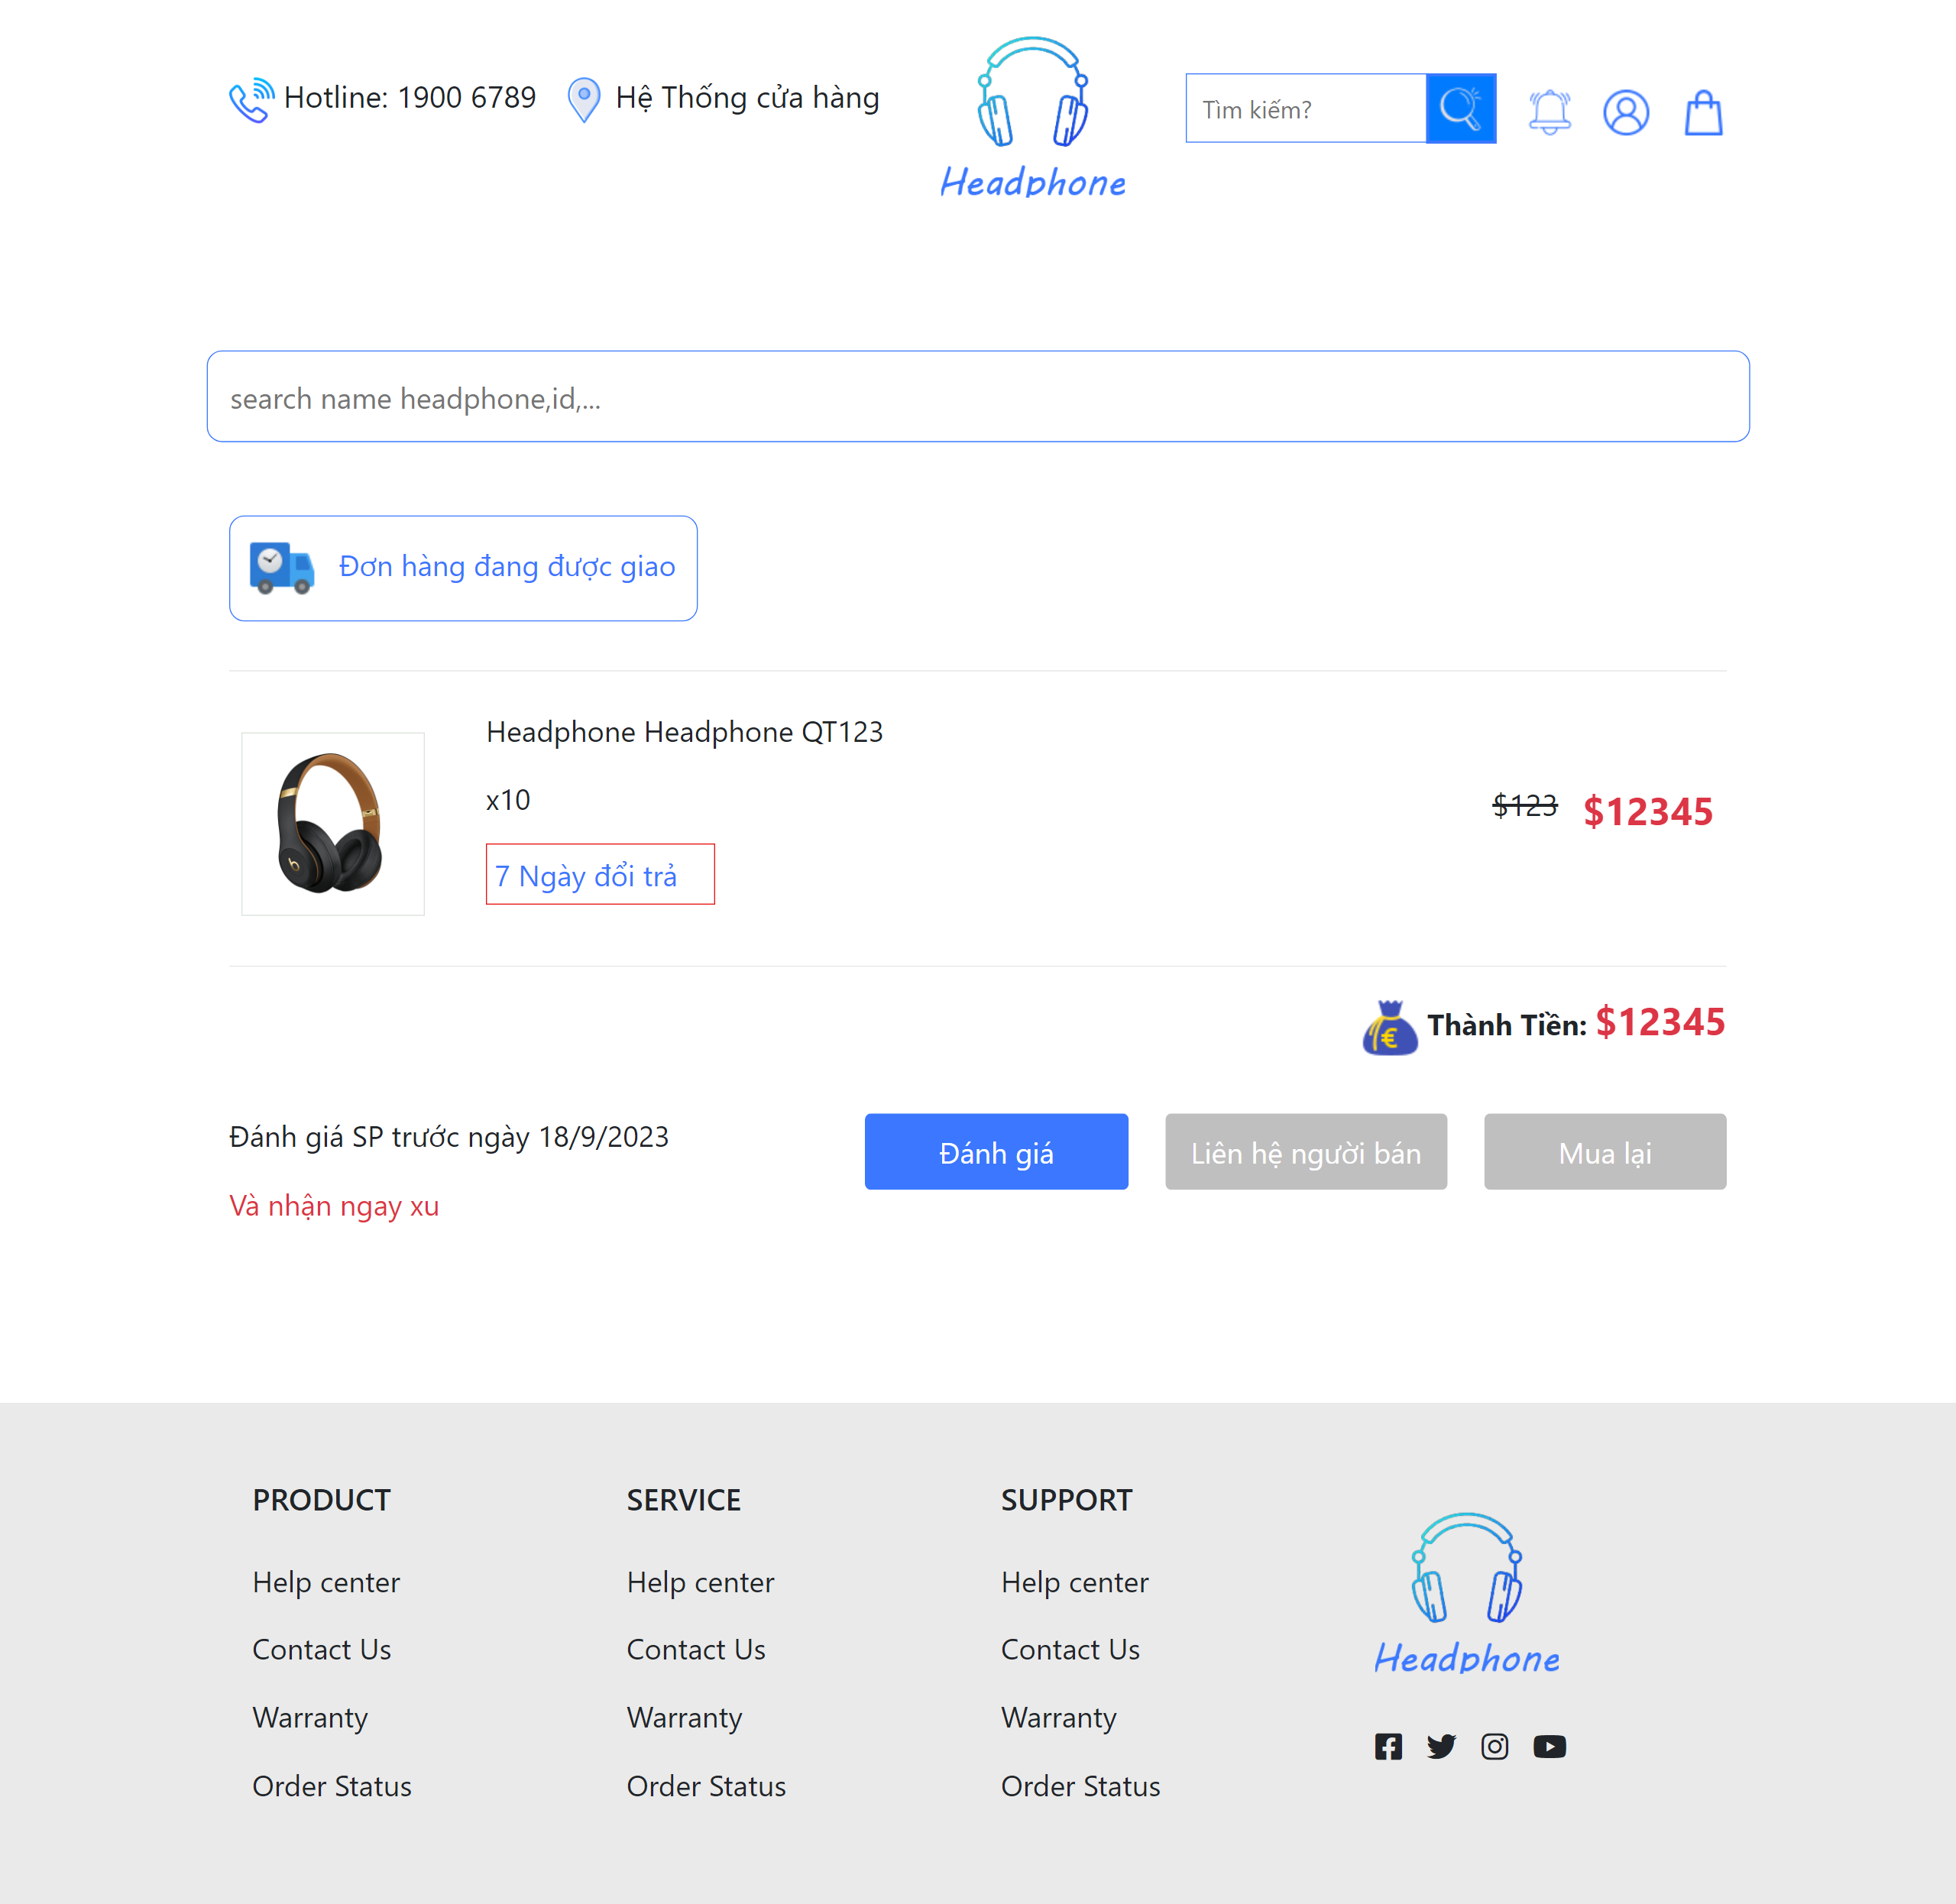 Hotline: 1900 6789
Hệ Thống cửa hàng
Headphone
Tìm kiếm?
search name headphone,id,...
Đơn hàng đang được giao
Headphone Headphone QT123
x10
7 Ngày đổi trả
$123 $12345
€
Thành Tiền: $12345
Đánh giá SP trước ngày 18/9/2023
Và nhận ngay xu
Đánh giá
Liên hệ người bán
Mua lại
PRODUCT
Help center
Contact Us
Warranty
Order Status
SERVICE
Help center
Contact Us
Warranty
Order Status
SUPPORT
Help center
Contact Us
Warranty
Order Status
Headphone